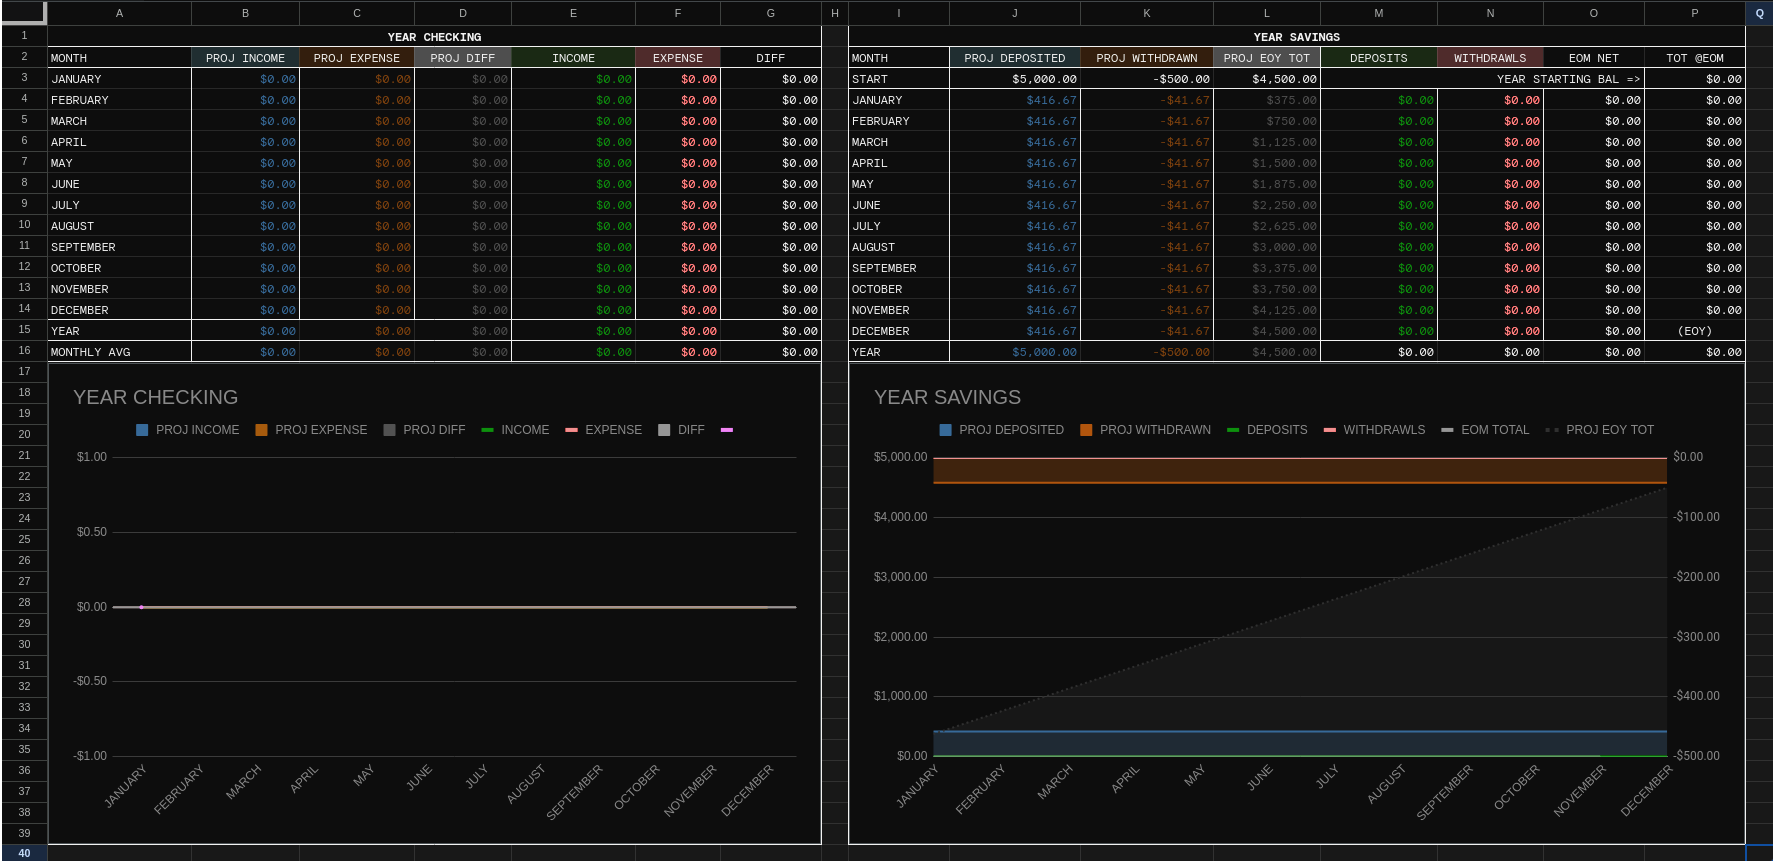 A B C D E F G H I J K L M N O P Q
1 YEAR CHECKING YEAR SAVINGS
2 MONTH PROJ INCOME PROJ EXPENSE PROJ DIFF INCOME EXPENSE DIFF MONTH PROJ DEPOSITED PROJ WITHDRAWN PROJ EOY TOT DEPOSITS WITHDRAWLS EOM NET TOT @EOM
3 JANUARY $0.00 $0.00 $0.00 $0.00 $0.00 $0.00 START $5,000.00 -$500.00 $4,500.00 YEAR STARTING BAL => $0.00
4 FEBRUARY $0.00 $0.00 $0.00 $0.00 $0.00 $0.00 JANUARY $416.67 -$41.67 $375.00 $0.00 $0.00 $0.00 $0.00
5 MARCH $0.00 $0.00 $0.00 $0.00 $0.00 $0.00 FEBRUARY $416.67 -$41.67 $750.00 $0.00 $0.00 $0.00 $0.00
6 APRIL $0.00 $0.00 $0.00 $0.00 $0.00 $0.00 MARCH $416.67 -$41.67 $1,125.00 $0.00 $0.00 $0.00 $0.00
7 MAY $0.00 $0.00 $0.00 $0.00 $0.00 $0.00 APRIL $416.67 -$41.67 $1,500.00 $0.00 $0.00 $0.00 $0.00
8 JUNE $0.00 $0.00 $0.00 $0.00 $0.00 $0.00 MAY $416.67 -$41.67 $1,875.00 $0.00 $0.00 $0.00 $0.00
9 JULY $0.00 $0.00 $0.00 $0.00 $0.00 $0.00 JUNE $416.67 -$41.67 $2,250.00 $0.00 $0.00 $0.00 $0.00
10 AUGUST $0.00 $0.00 $0.00 $0.00 $0.00 $0.00 JULY $416.67 -$41.67 $2,625.00 $0.00 $0.00 $0.00 $0.00
11 SEPTEMBER $0.00 $0.00 $0.00 $0.00 $0.00 $0.00 AUGUST $416.67 -$41.67 $3,000.00 $0.00 $0.00 $0.00 $0.00
12 OCTOBER $0.00 $0.00 $0.00 $0.00 $0.00 $0.00 SEPTEMBER $416.67 -$41.67 $3,375.00 $0.00 $0.00 $0.00 $0.00
13 NOVEMBER $0.00 $0.00 $0.00 $0.00 $0.00 $0.00 OCTOBER $416.67 -$41.67 $3,750.00 $0.00 $0.00 $0.00 $0.00
14 DECEMBER $0.00 $0.00 $0.00 $0.00 $0.00 $0.00 NOVEMBER $416.67 -$41.67 $4,125.00 $0.00 $0.00 $0.00 $0.00
15 YEAR $0.00 $0.00 $0.00 $0.00 $0.00 $0.00 DECEMBER $416.67 -$41.67 $4,500.00 $0.00 $0.00 $0.00 (EOY)
16 MONTHLY AVG $0.00 $0.00 $0.00 $0.00 $0.00 $0.00 YEAR $5,000.00 -$500.00 $4,500.00 $0.00 $0.00 $0.00 $0.00
17
18
19
20
21
22
23
24
25
26
27
28
29
30
31
32
33
34
35
36
37
38
39
40
YEAR CHECKING
PROJ INCOME PROJ EXPENSE PROJ DIFF INCOME EXPENSE DIFF
$1.00
$0.50
$0.00
-$0.50
-$1.00
JANUARY FEBRUARY MARCH APRIL MAY JUNE JULY AUGUST SEPTEMBER OCTOBER NOVEMBER DECEMBER
YEAR SAVINGS
PROJ DEPOSITED PROJ WITHDRAWN DEPOSITS WITHDRAWLS EOM TOTAL PROJ EOY TOT
$5,000.00 $0.00
$4,000.00 -$100.00
$3,000.00 -$200.00
$2,000.00 -$300.00
$1,000.00 -$400.00
$0.00 -$500.00
JANUARY FEBRUARY MARCH APRIL MAY JUNE JULY AUGUST SEPTEMBER OCTOBER NOVEMBER DECEMBER